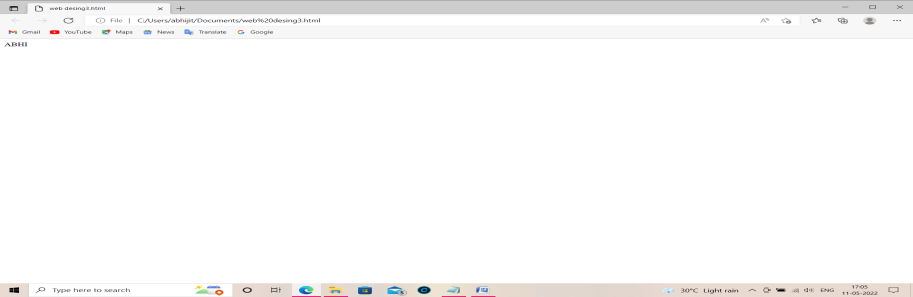 web desing3.html
File | C:/Users/abhijit/Documents/web%20desing3.html
Gmail YouTube Maps News Translate Google
ABHI
Type here to search
30°C Light rain ENG 17:05
11-05-2022